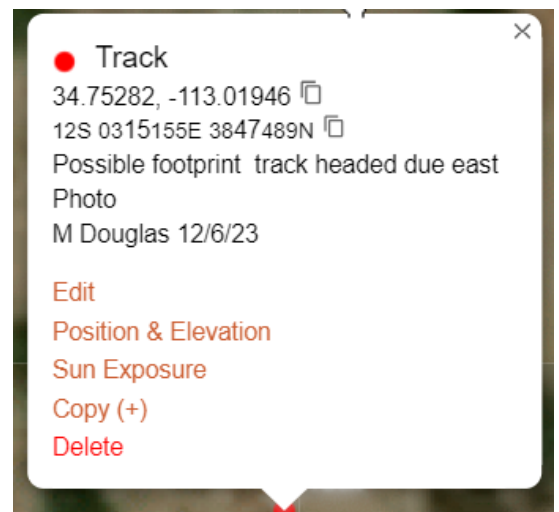 Track
34.75282, -113.01946
12S 0315155E 3847489N
Possible footprint  track headed due east
Photo
M Douglas 12/6/23
Edit
Position & Elevation
Sun Exposure
Copy (+)
Delete